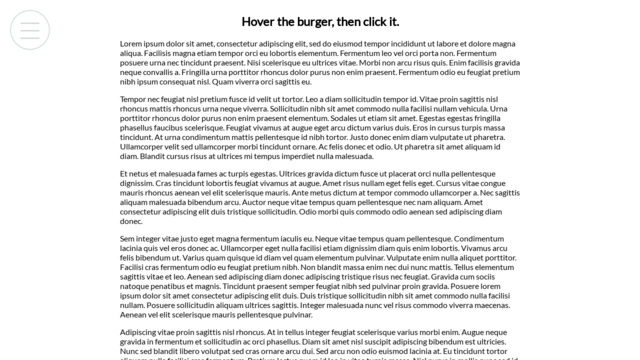 Hover the burger, then click it.
Lorem ipsum dolor sit amet, consectetur adipiscing elit, sed do eiusmod tempor incididunt ut labore et dolore magna
aliqua. Facilisis magna etiam tempor orci eu lobortis elementum. Fermentum leo vel orci porta non. Fermentum
posuere urna nec tincidunt praesent. Nisi scelerisque eu ultrices vitae. Morbi non arcu risus quis. Enim facilisis gravida
neque convallis a. Fringilla urna porttitor rhoncus dolor purus non enim praesent. Fermentum odio eu feugiat pretium
nibh ipsum consequat nisl. Quam viverra orci sagittis eu.
Tempor nec feugiat nisl pretium fusce id velit ut tortor. Leo a diam sollicitudin tempor id. Vitae proin sagittis nisl
rhoncus mattis rhoncus urna neque viverra. Sollicitudin nibh sit amet commodo nulla facilisi nullam vehicula. Urna
porttitor rhoncus dolor purus non enim praesent elementum. Sodales ut etiam sit amet. Egestas egestas fringilla
phasellus faucibus scelerisque. Feugiat vivamus at augue eget arcu dictum varius duis. Eros in cursus turpis massa
tincidunt. At urna condimentum mattis pellentesque id nibh tortor. Justo donec enim diam vulputate ut pharetra.
Ullamcorper velit sed ullamcorper morbi tincidunt ornare. Ac felis donec et odio. Ut pharetra sit amet aliquam id
diam. Blandit cursus risus at ultrices mi tempus imperdiet nulla malesuada.
Et netus et malesuada fames ac turpis egestas. Ultrices gravida dictum fusce ut placerat orci nulla pellentesque
dignissim. Cras tincidunt lobortis feugiat vivamus at augue. Amet risus nullam eget felis eget. Cursus vitae congue
mauris rhoncus aenean vel elit scelerisque mauris. Ante metus dictum at tempor commodo ullamcorper a. Nec sagittis
aliquam malesuada bibendum arcu. Auctor neque vitae tempus quam pellentesque nec nam aliquam. Amet
consectetur adipiscing elit duis tristique sollicitudin. Odio morbi quis commodo odio aenean sed adipiscing diam
donec.
Sem integer vitae justo eget magna fermentum iaculis eu. Neque vitae tempus quam pellentesque. Condimentum
lacinia quis vel eros donec ac. Ullamcorper eget nulla facilisi etiam dignissim diam quis enim lobortis. Vivamus arcu
felis bibendum ut. Varius quam quisque id diam vel quam elementum pulvinar. Vulputate enim nulla aliquet porttitor.
Facilisi cras fermentum odio eu feugiat pretium nibh. Non blandit massa enim nec dui nunc mattis. Tellus elementum
sagittis vitae et leo. Aenean sed adipiscing diam donec adipiscing tristique risus nec feugiat. Gravida cum sociis
natoque penatibus et magnis. Tincidunt praesent semper feugiat nibh sed pulvinar proin gravida. Posuere lorem
ipsum dolor sit amet consectetur adipiscing elit duis. Duis tristique sollicitudin nibh sit amet commodo nulla facilisi
nullam. Posuere sollicitudin aliquam ultrices sagittis. Integer malesuada nunc vel risus commodo viverra maecenas.
Aenean vel elit scelerisque mauris pellentesque pulvinar.
Adipiscing vitae proin sagittis nisl rhoncus. At in tellus integer feugiat scelerisque varius morbi enim. Augue neque
gravida in fermentum et sollicitudin ac orci phasellus. Diam sit amet nisl suscipit adipiscing bibendum est ultricies.
Nunc sed blandit libero volutpat sed cras ornare arcu dui. Sed arcu non odio euismod lacinia at. Eu tincidunt tortor